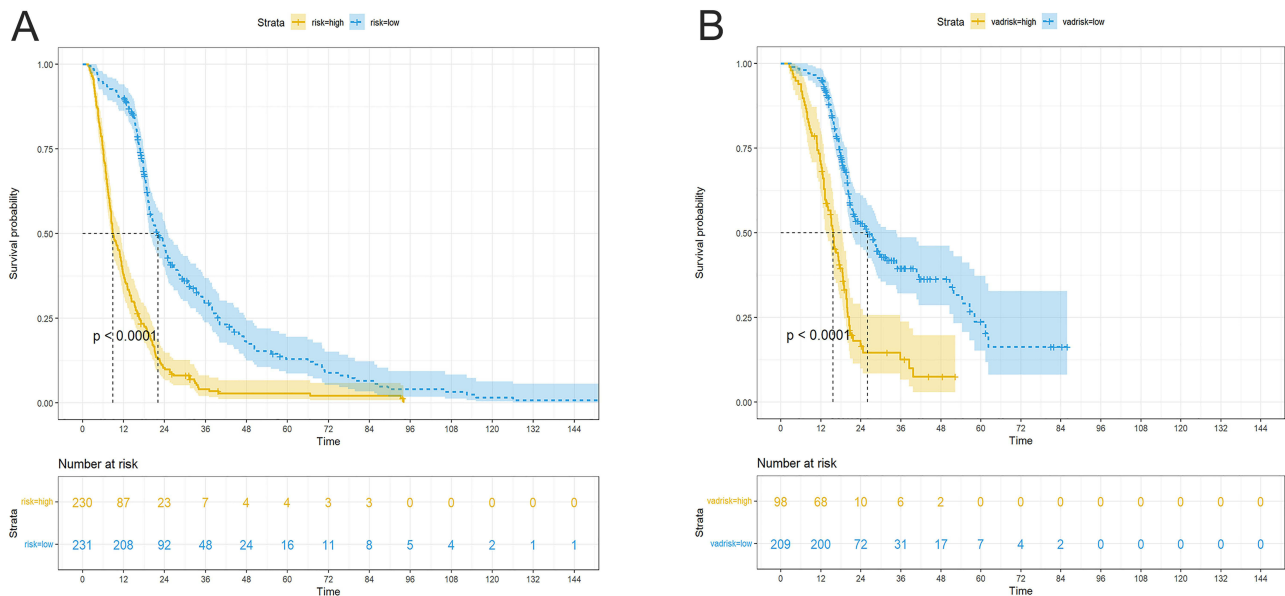 A
Strata risk=high risk=low
1.00
0.75
0.50
0.25
0.00
Survival probability
p < 0.0001
0 12 24 36 48 60 72 84 96 108 120 132 144
Time
Number at risk
Strata
risk=high 230 87 23 7 4 4 3 3 0 0 0 0 0
risk=low 231 208 92 48 24 16 11 8 5 4 2 1 1
0 12 24 36 48 60 72 84 96 108 120 132 144
Time
B
Strata vadrisk=high vadrisk=low
1.00
0.75
0.50
0.25
0.00
Survival probability
p < 0.0001
0 12 24 36 48 60 72 84 96 108 120 132 144
Time
Number at risk
Strata
vadrisk=high 98 68 10 6 2 0 0 0 0 0 0 0 0
vadrisk=low 209 200 72 31 17 7 4 2 0 0 0 0 0
0 12 24 36 48 60 72 84 96 108 120 132 144
Time